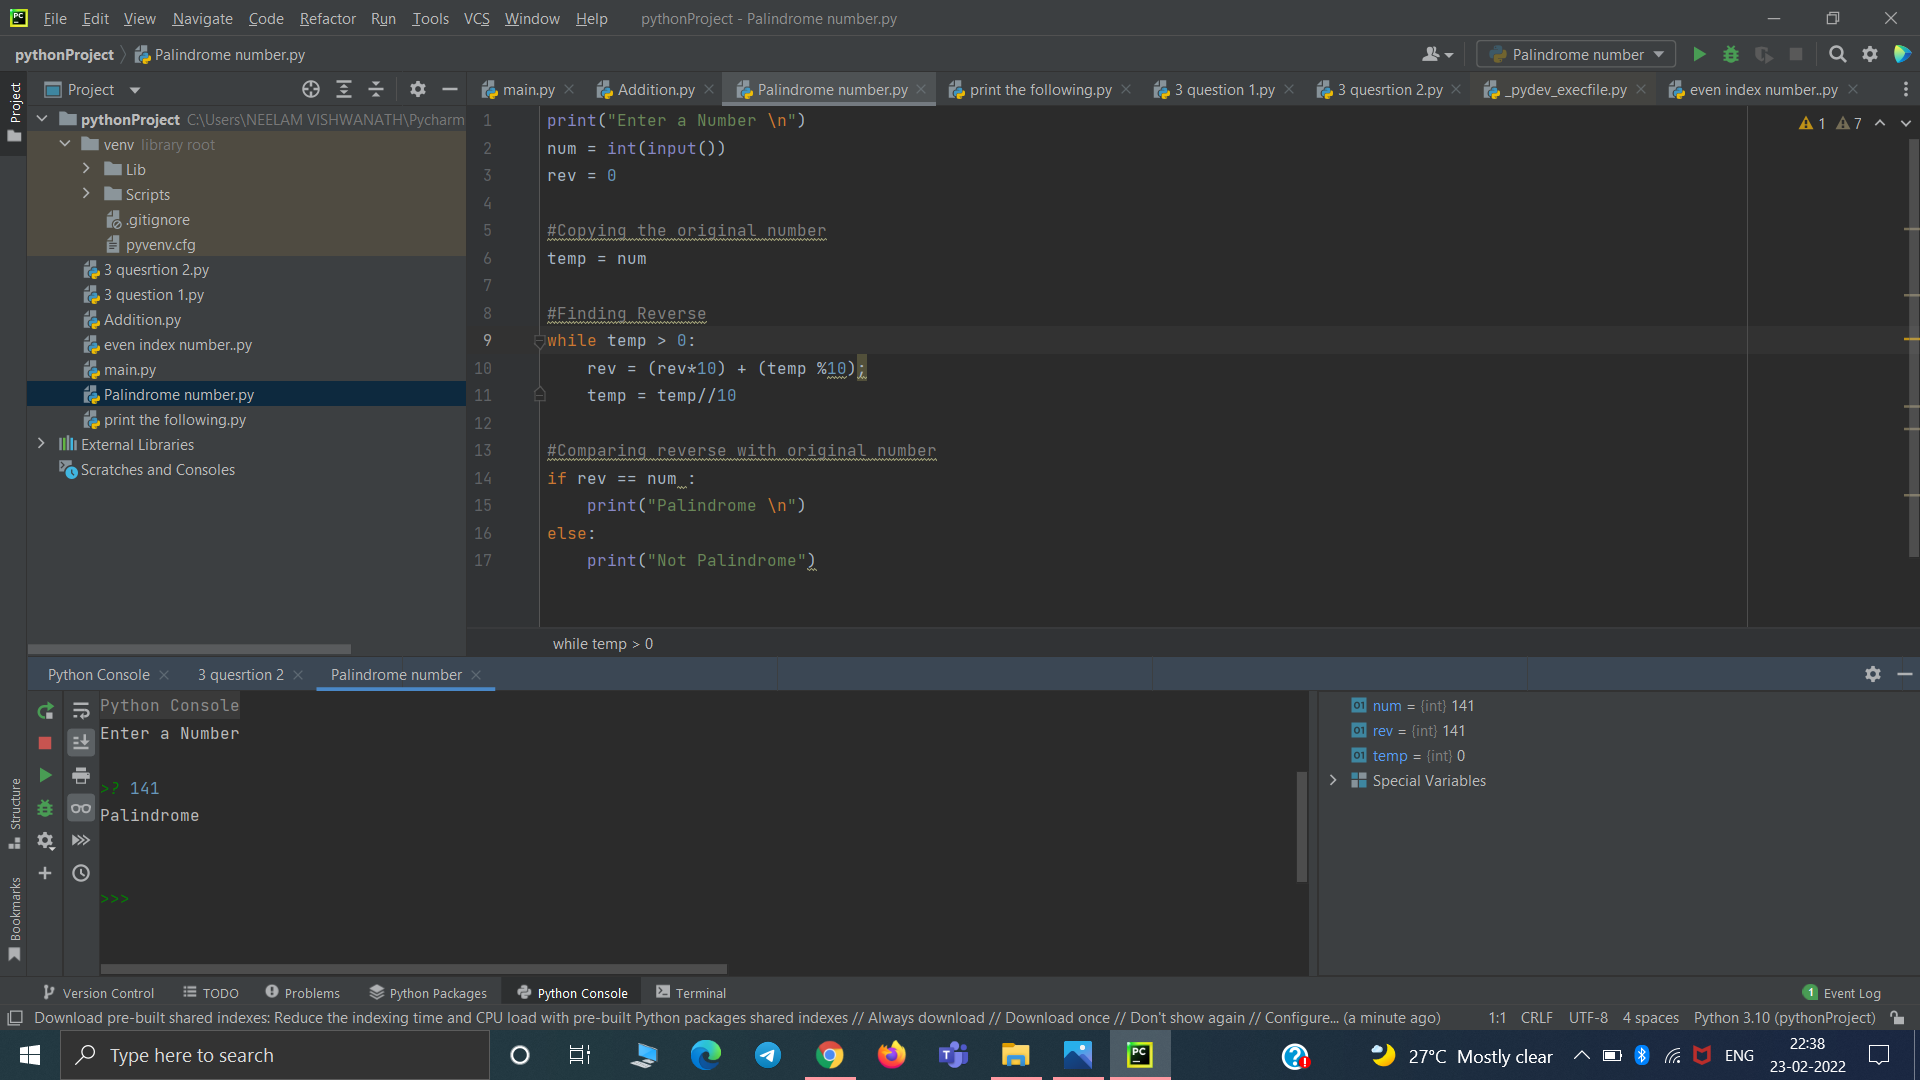 PC File Edit View Navigate Code Refactor Run Tools VCS Window Help pythonProject - Palindrome number.py
pythonProject Palindrome number.py Palindrome number
Project
Project
main.py Addition.py Palindrome number.py print the following.py 3 question 1.py 3 quesrtion 2.py _pydev_execfile.py even index number..py
pythonProject C:\Users\NEELAM VISHWANATH\Pycharm
venv library root
Lib
Scripts
.gitignore
pyvenv.cfg
3 quesrtion 2.py
3 question 1.py
Addition.py
even index number..py
main.py
Palindrome number.py
print the following.py
External Libraries
Scratches and Consoles
1 7
1 print("Enter a Number \n")
2 num = int(input())
3 rev = 0
4
5 #Copying the original number
6 temp = num
7
8 #Finding Reverse
9 while temp > 0:
10 rev = (rev*10) + (temp %10);
11 temp = temp//10
12
13 #Comparing reverse with original number
14 if rev == num :
15 print("Palindrome \n")
16 else:
17 print("Not Palindrome")
while temp > 0
Python Console 3 quesrtion 2 Palindrome number
Python Console
Enter a Number
>? 141
Palindrome
>>>
01 num = {int} 141
01 rev = {int} 141
01 temp = {int} 0
Special Variables
Structure
Bookmarks
Version Control TODO Problems Python Packages Python Console Terminal 1 Event Log
Download pre-built shared indexes: Reduce the indexing time and CPU load with pre-built Python packages shared indexes // Always download // Download once // Don't show again // Configure... (a minute ago) 1:1 CRLF UTF-8 4 spaces Python 3.10 (pythonProject)
Type here to search PC 27°C Mostly clear ENG 22:38
23-02-2022